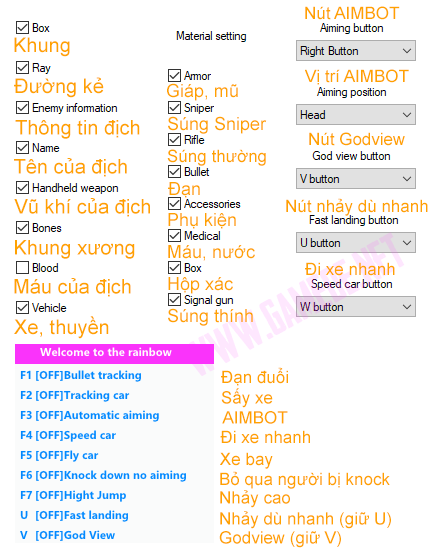 Box
Khung
Ray
Đường kẻ
Enemy infomation
Thông tin địch
Name
Tên của địch
Handheld weapon
Vũ khí của địch
Bones
Khung xương
Blood
Máu của địch
Vehicle
Xe, thuyền
Material setting
Armor
Giáp, mũ
Sniper
Súng Sniper
Rifle
Súng thường
Bullet
Đạn
Accessories
Phụ kiện
Medical
Máu, nước
Box
Hộp xác
Signal gun
Súng thính
Nút AIMBOT
Aiming button
Right Button
Vị trí AIMBOT
Aiming position
Head
Nút Godview
God view button
V button
Nút nhảy dù nhanh
Fast landing button
U button
Đi xe nhanh
Speed car button
W button
Welcome to the rainbow
F1 [OFF]Bullet tracking Đạn đuổi
F2 [OFF]Tracking car Sấy xe
F3 [OFF]Automatic aiming AIMBOT
F4 [OFF]Speed car Đi xe nhanh
F5 [OFF]Fly car Xe bay
F6 [OFF]Knock down no aiming Bỏ qua người bị knock
F7 [OFF]Hight Jump Nhảy cao
U [OFF]Fast landing Nhảy dù nhanh (giữ U)
V [OFF]God View Godview (giữ V)